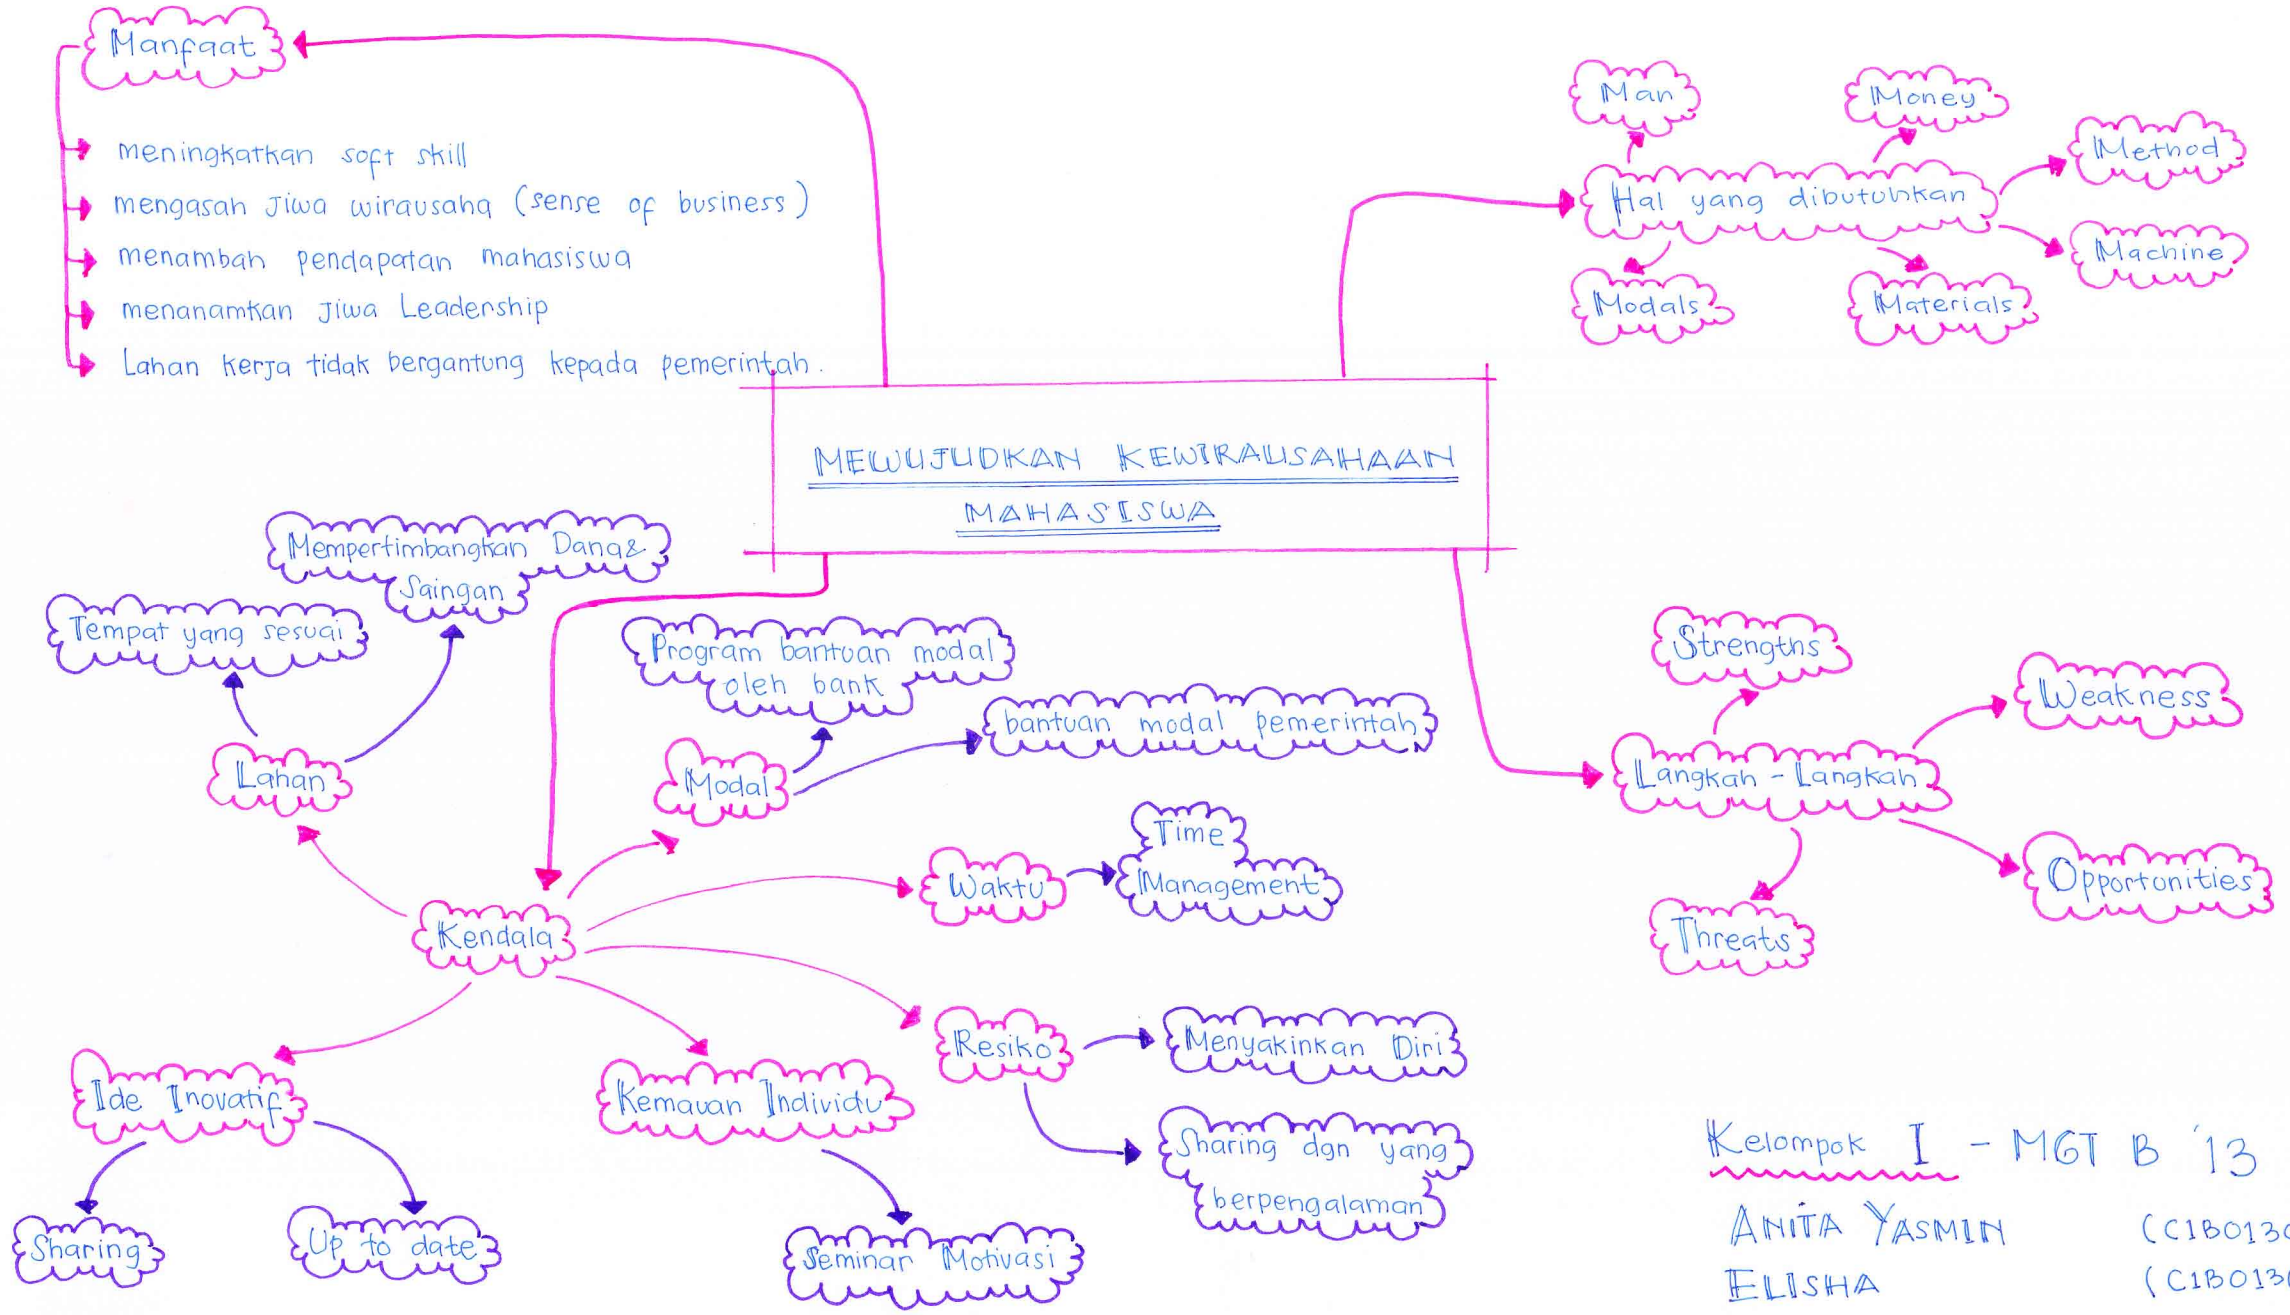 Manfaat
meningkatkan soft skill
mengasah jiwa wirausaha (sense of business)
menambah pendapatan mahasiswa
menanamkan jiwa Leadership
Lahan kerja tidak bergantung kepada pemerintah.
Man
Money
Method
Hal yang dibutuhkan
Machine
Modals
Materials
MEWUJUDKAN KEWIRAUSAHAAN
MAHASISWA
Mempertimbangkan Dana&
Saingan
Tempat yang sesuai
Lahan
Program bantuan modal
oleh bank
bantuan modal pemerintah
Modal
Time
Management
Waktu
Kendala
Resiko
Menyakinkan Diri
Sharing dgn yang
berpengalaman
Ide Inovatif
Kemauan Individu
Sharing
Up to date
Seminar Motivasi
Strengths
Weakness
Langkah - Langkah
Opportunities
Threats
Kelompok I - MGT B '13
ANITA YASMIN (C1B0130
ELISHA (C1B013